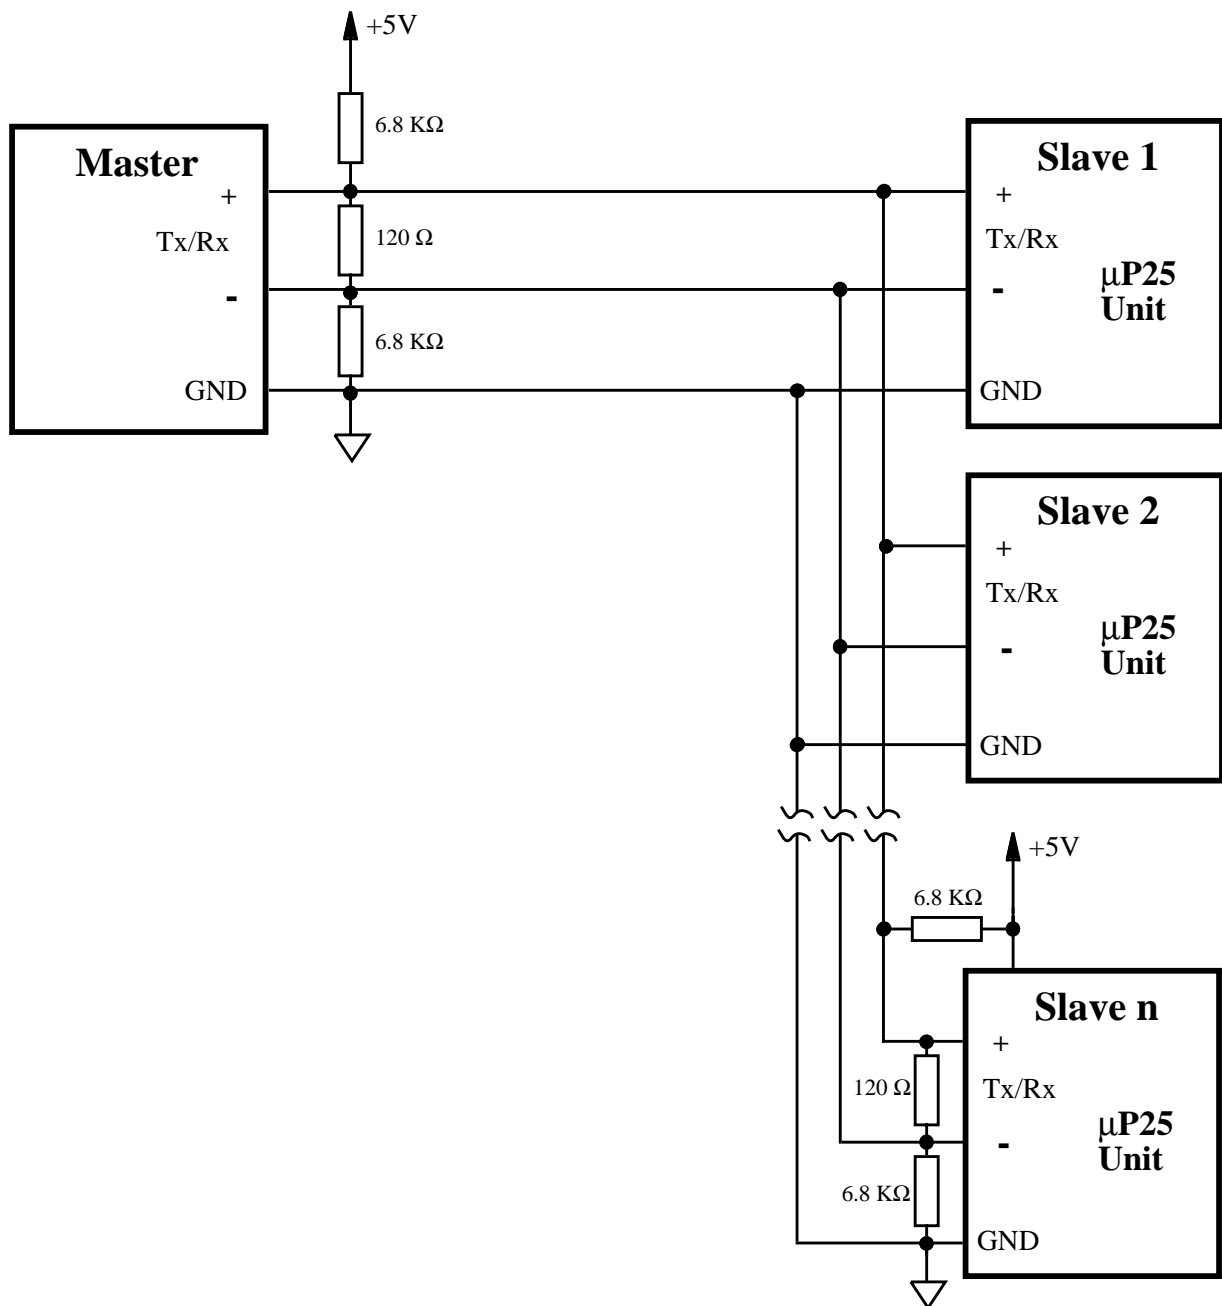 +5V
6.8 KΩ
Master
+
Tx/Rx
-
GND
120 Ω
6.8 KΩ
Slave 1
+
Tx/Rx
-
GND
μP25
Unit
Slave 2
+
Tx/Rx
-
GND
μP25
Unit
+5V
6.8 KΩ
Slave n
+
120 Ω
Tx/Rx
-
6.8 KΩ
GND
μP25
Unit